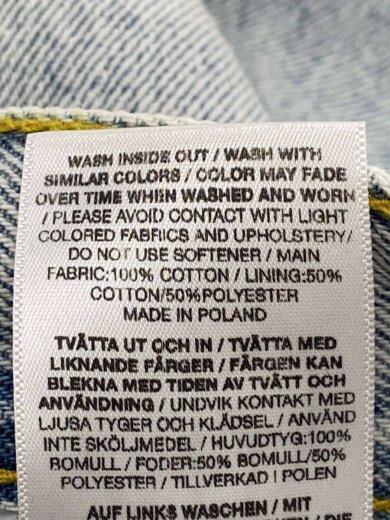 WASH INSIDE OUT / WASH WITH
SIMILAR COLORS / COLOR MAY FADE
OVER TIME WHEN WASHED AND WORN
/ PLEASE AVOID CONTACT WITH LIGHT
COLORED FABRICS AND UPHOLSTERY/
DO NOT USE SOFTENER / MAIN
FABRIC:100% COTTON / LINING:50%
COTTON/50%POLYESTER
MADE IN POLAND
TVÄTTA UT OCH IN / TVÄTTA MED
LIKNANDE FÄRGER / FÄRGEN KAN
BLEKNA MED TIDEN AV TVÄTT OCH
ANVÄNDNING / UNDVIK KONTAKT MED
LJUSA TYGER OCH KLÄDSEL / ANVÄND
INTE SKÖLJMEDEL / HUVUDTYG:100%
BOMULL / FODER:50% BOMULL/50%
POLYESTER / TILLVERKAD I POLEN
AUF LINKS WASCHEN / MIT